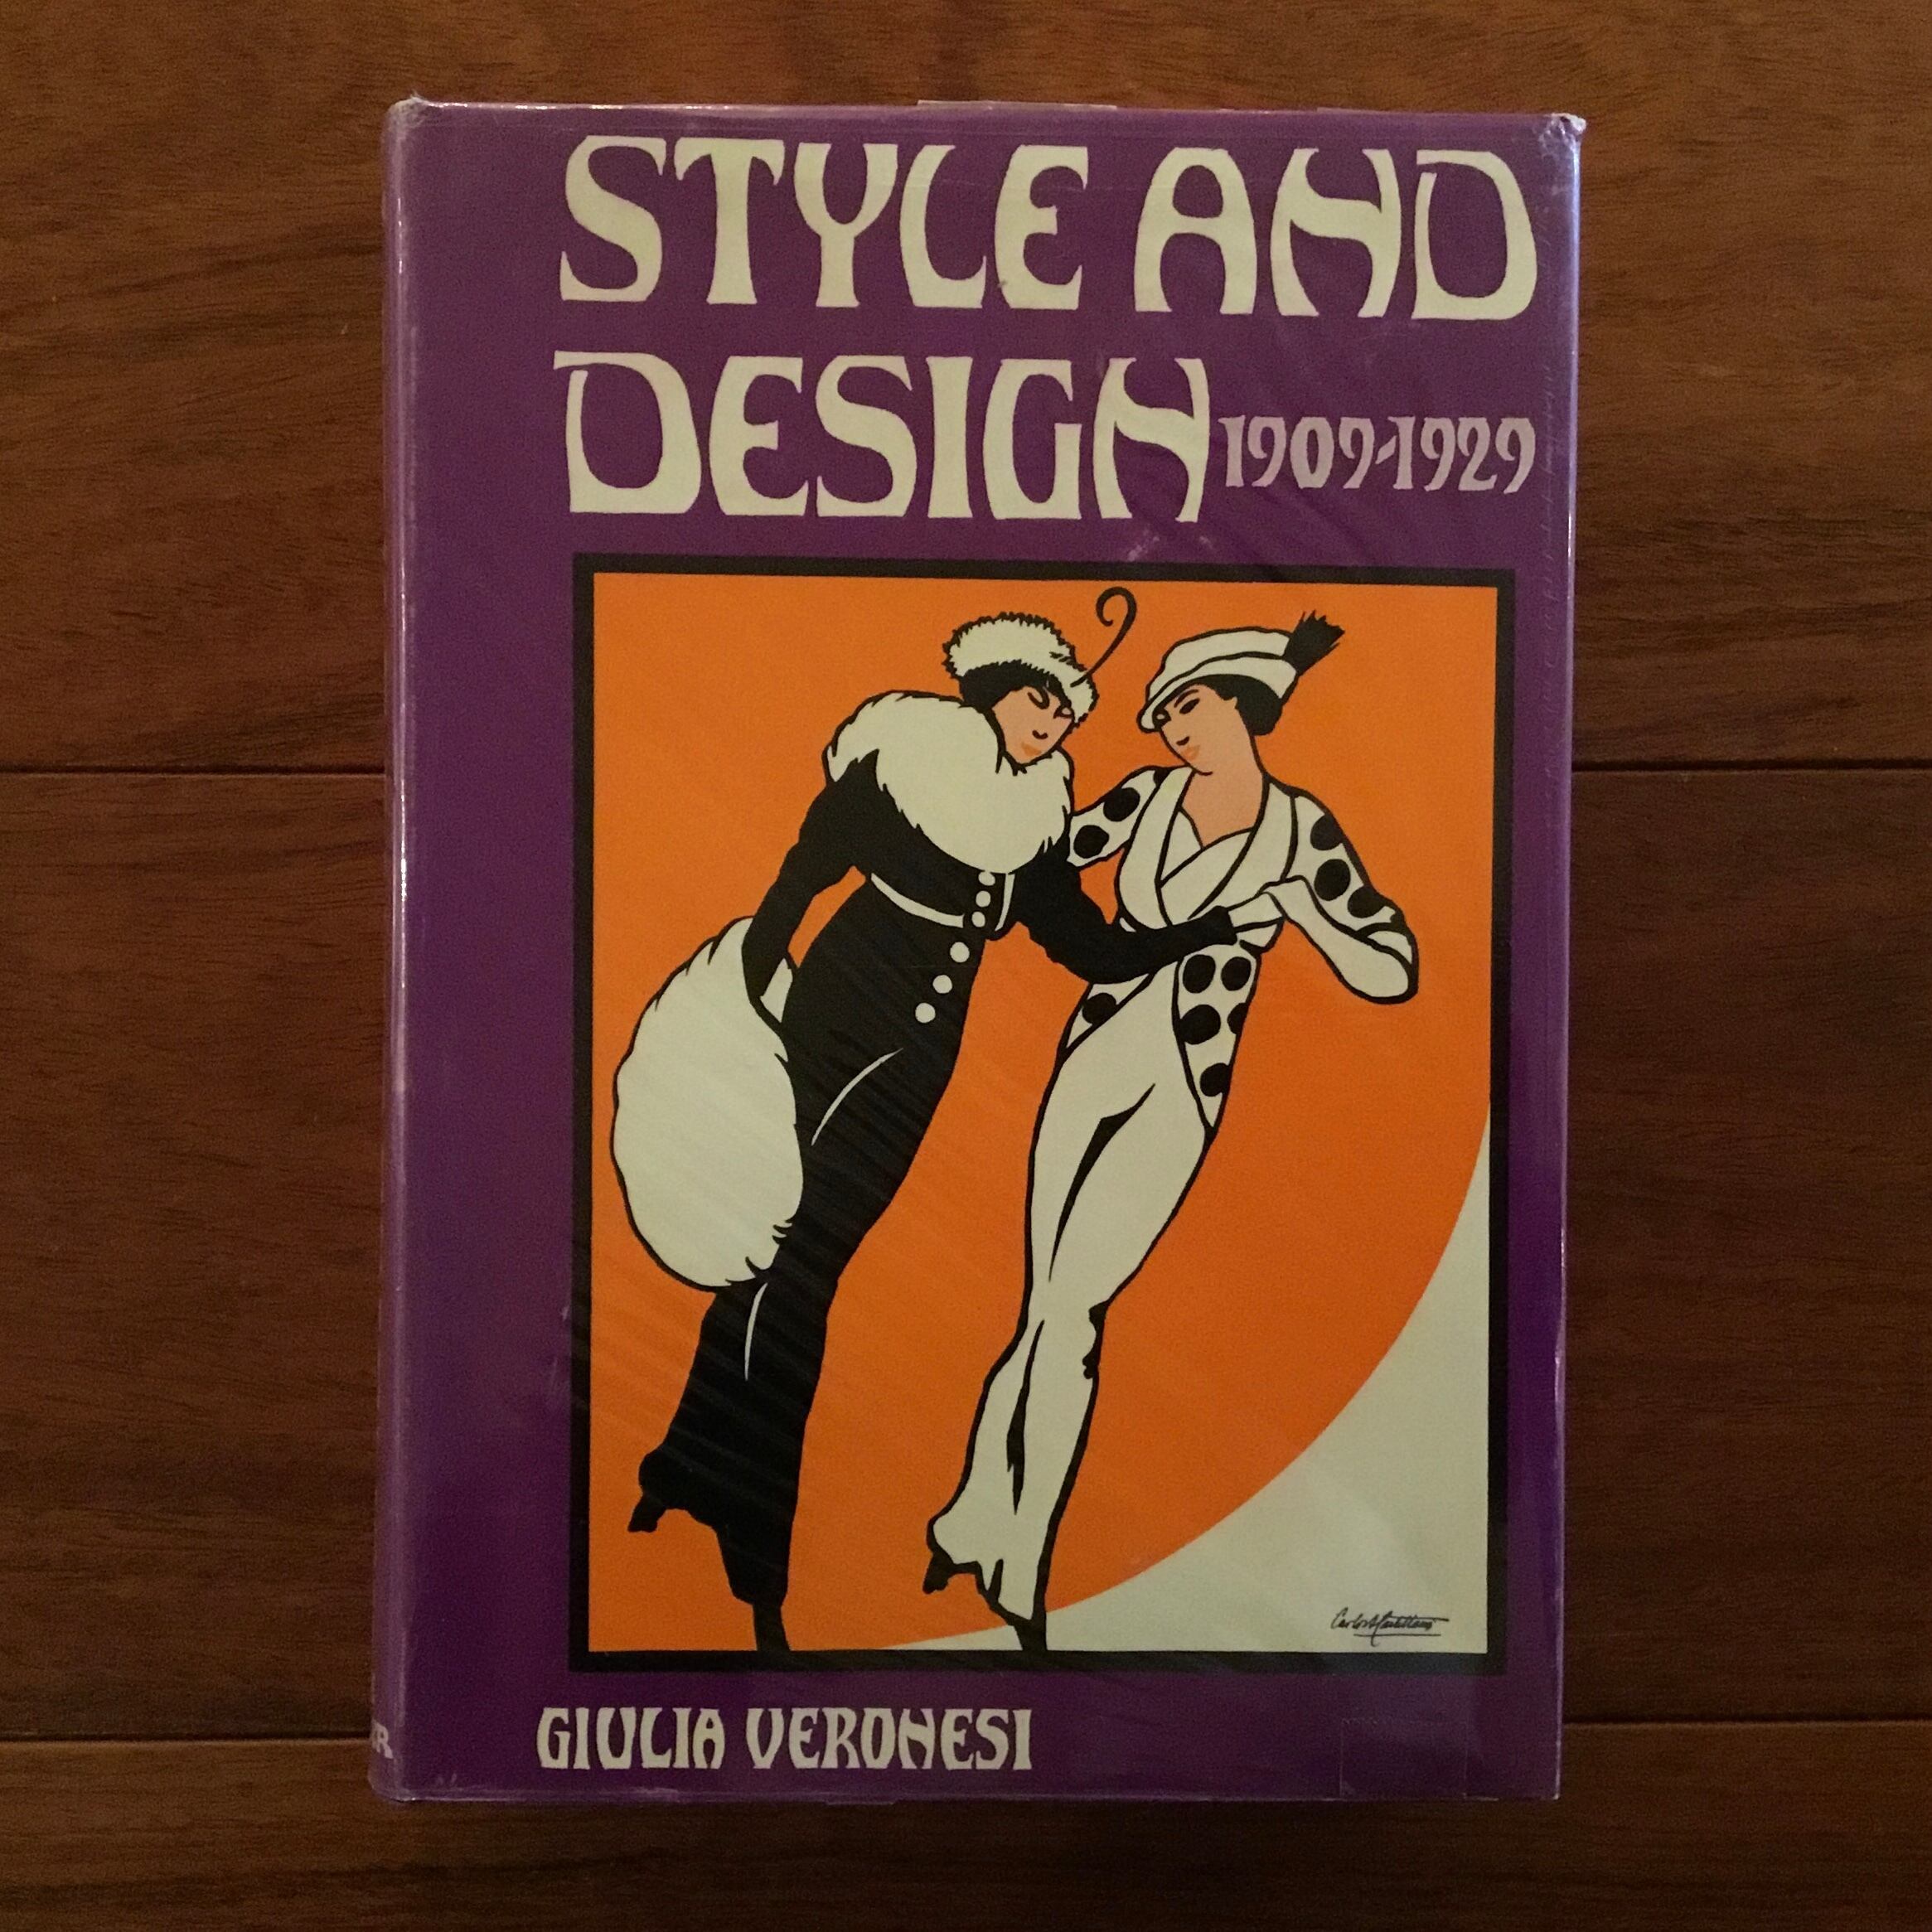 STYLE AND
DESIGN 1909-1929
GIULIA VERONESI